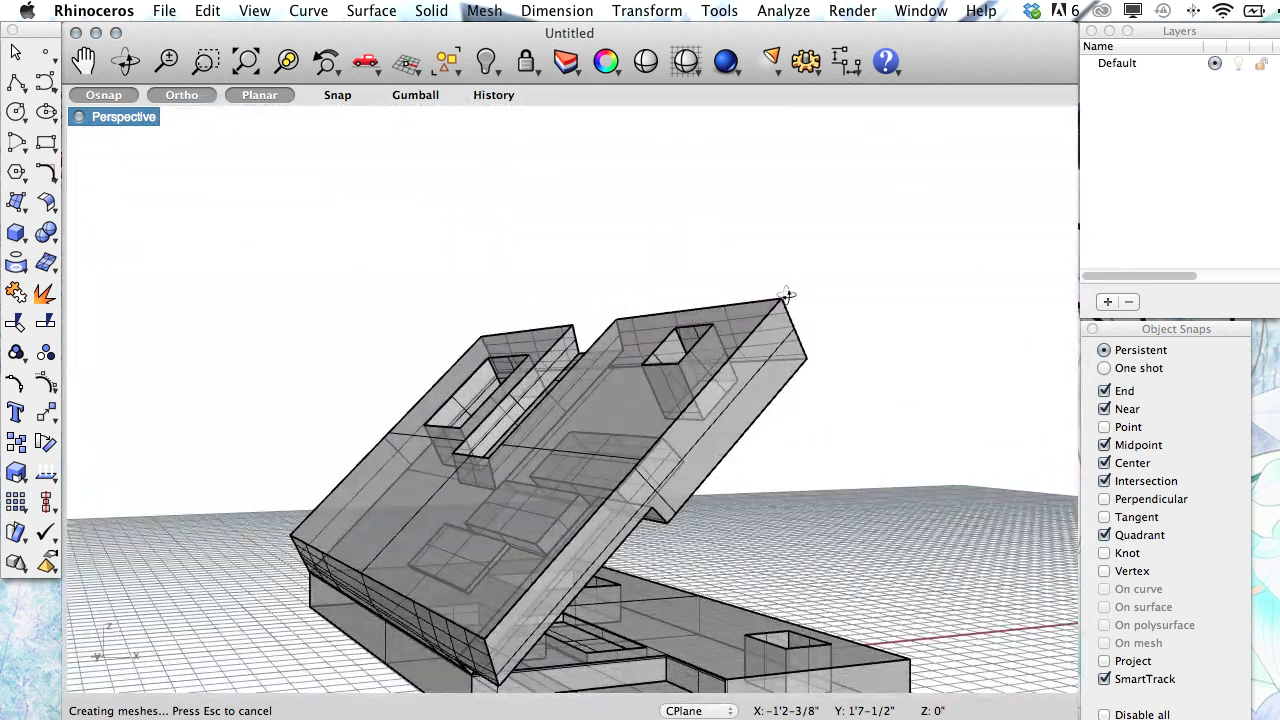 Rhinoceros File Edit View Curve Surface Solid Mesh Dimension Transform Tools Analyze Render Window Help 6
Untitled
Osnap Ortho Planar Snap Gumball History
Perspective
Layers
Name
Default
Object Snaps
Persistent
One shot
End
Near
Point
Midpoint
Center
Intersection
Perpendicular
Tangent
Quadrant
Knot
Vertex
On curve
On surface
On polysurface
On mesh
Project
SmartTrack
Disable all
z
y x
Creating meshes... Press Esc to cancel CPlane X: -1'2-3/8" Y: 1'7-1/2" Z: 0"